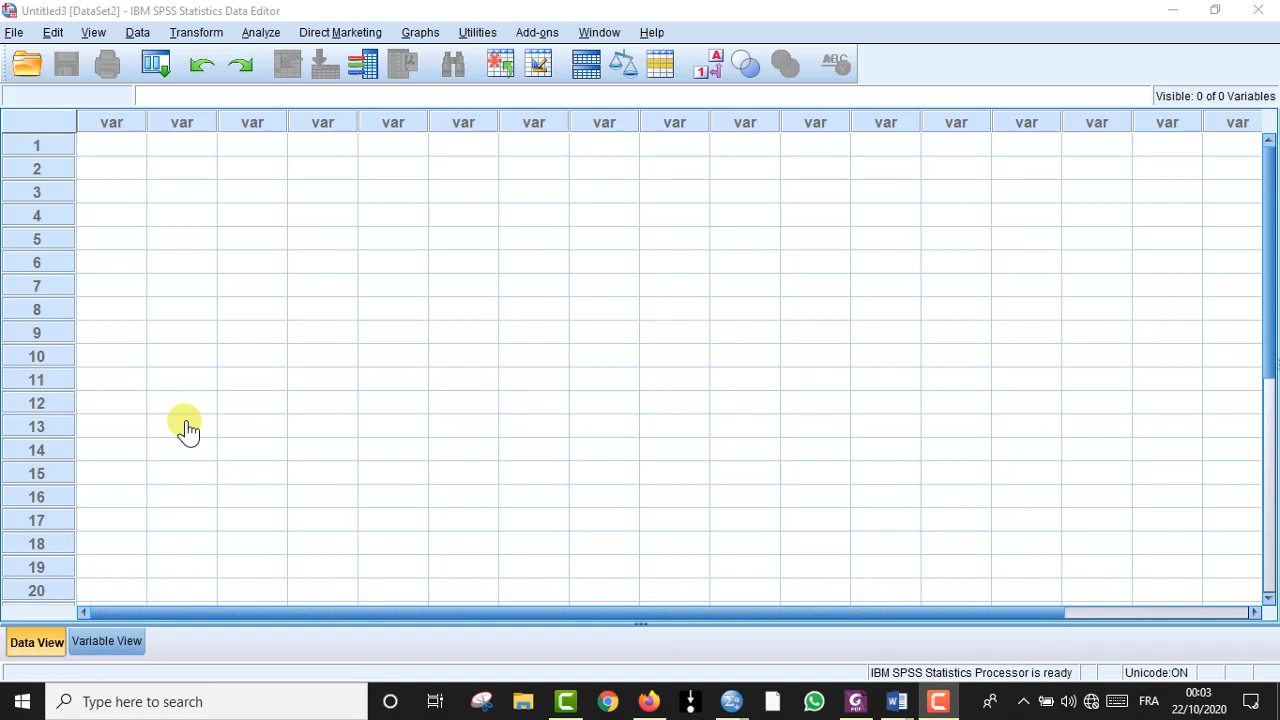 Untitled3 [DataSet2] - IBM SPSS Statistics Data Editor
File Edit View Data Transform Analyze Direct Marketing Graphs Utilities Add-ons Window Help
1 A ABC
Visible: 0 of 0 Variables
var var var var var var var var var var var var var var var var var
1
2
3
4
5
6
7
8
9
10
11
12
13
14
15
16
17
18
19
20
Data View Variable View
IBM SPSS Statistics Processor is ready Unicode:ON
Type here to search FRA 00:03
22/10/2020